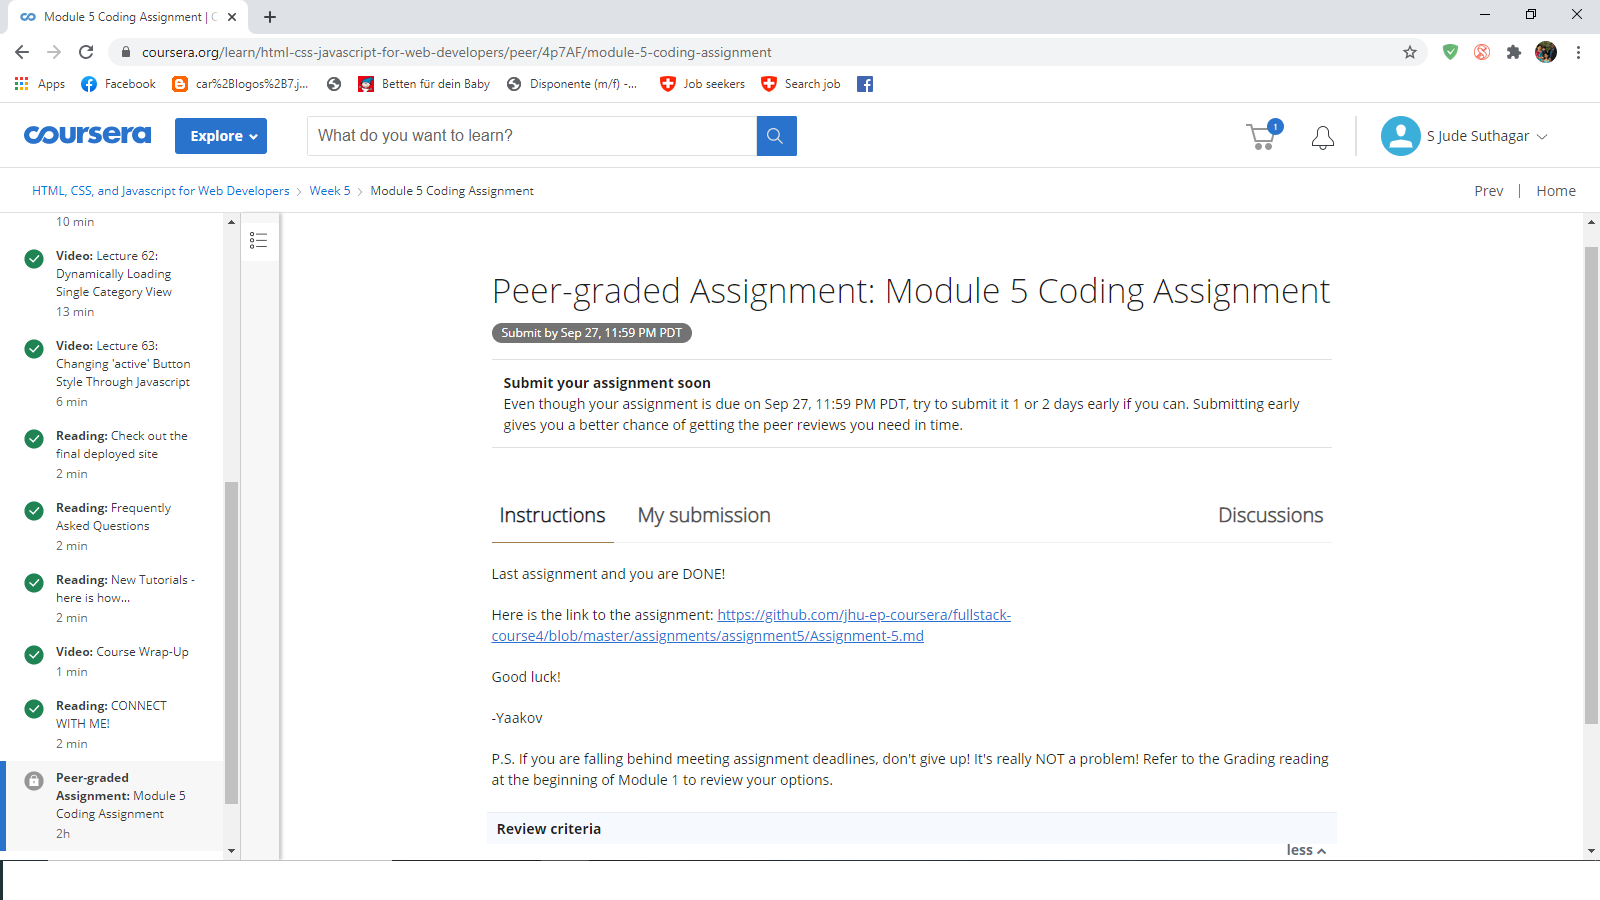 Module 5 Coding Assignment |
coursera.org/learn/html-css-javascript-for-web-developers/peer/4p7AF/module-5-coding-assignment
Apps
Facebook
car%2Blogos%2B7.j...
Betten für dein Baby
Disponente (m/f) -...
Job seekers
Search job
coursera
Explore
What do you want to learn?
1
S Jude Suthagar
HTML, CSS, and Javascript for Web Developers
Week 5
Module 5 Coding Assignment
Prev
|
Home
10 min
Video: Lecture 62:
Dynamically Loading
Single Category View
13 min
Video: Lecture 63:
Changing 'active' Button
Style Through Javascript
6 min
Reading: Check out the
final deployed site
2 min
Reading: Frequently
Asked Questions
2 min
Reading: New Tutorials -
here is how...
2 min
Video: Course Wrap-Up
1 min
Reading: CONNECT
WITH ME!
2 min
Peer-graded
Assignment: Module 5
Coding Assignment
2h
Peer-graded Assignment: Module 5 Coding Assignment
Submit by Sep 27, 11:59 PM PDT
Submit your assignment soon
Even though your assignment is due on Sep 27, 11:59 PM PDT, try to submit it 1 or 2 days early if you can. Submitting early
gives you a better chance of getting the peer reviews you need in time.
Instructions
My submission
Discussions
Last assignment and you are DONE!
Here is the link to the assignment: https://github.com/jhu-ep-coursera/fullstack-
course4/blob/master/assignments/assignment5/Assignment-5.md
Good luck!
-Yaakov
P.S. If you are falling behind meeting assignment deadlines, don't give up! It's really NOT a problem! Refer to the Grading reading
at the beginning of Module 1 to review your options.
Review criteria
less